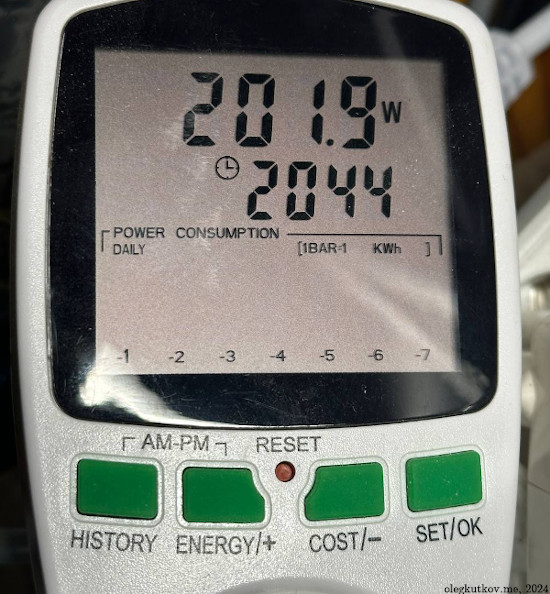 201.9 W
2044
POWER CONSUMPTION
DAILY [1BAR=1 KWh ]
-1 -2 -3 -4 -5 -6 -7
AM-PM RESET
HISTORY ENERGY/+ COST/- SET/OK
olegkutkov.me, 2024